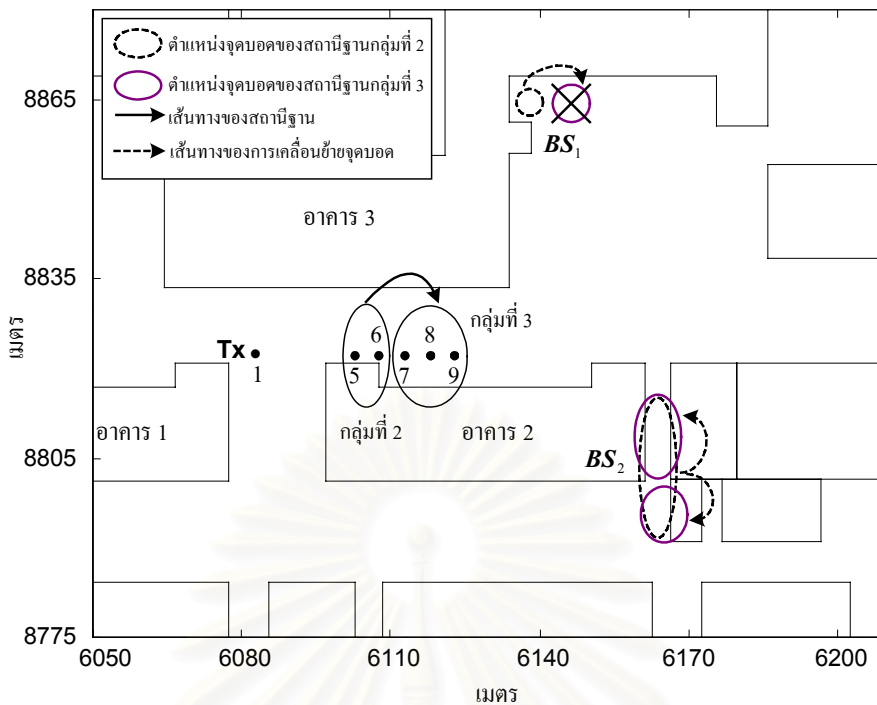 ตำแหน่งจุดบอดของสถานีฐานกลุ่มที่ 2
ตำแหน่งจุดบอดของสถานีฐานกลุ่มที่ 3
เส้นทางของสถานีฐาน
เส้นทางของการเคลื่อนย้ายจุดบอด
8865
BS1
อาคาร 3
8835
เมตร
กลุ่มที่ 3
6 8
Tx
1 5 7 9
อาคาร 1
กลุ่มที่ 2
อาคาร 2
8805
BS2
8775
6050 6080 6110 6140 6170 6200
เมตร